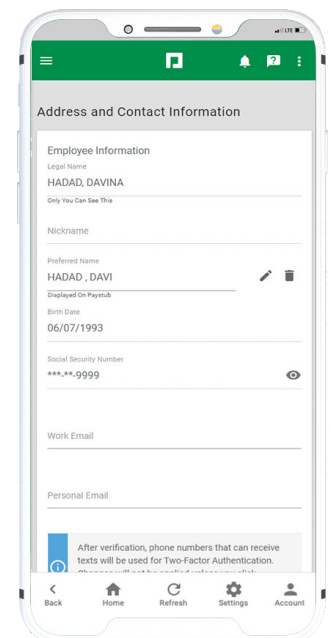 LTE
Address and Contact Information
Employee Information
Legal Name
HADAD, DAVINA
Only You Can See This
Nickname
Preferred Name
HADAD , DAVI
Displayed On Paystub
Birth Date
06/07/1993
Social Security Number
***-**-9999
Work Email
Personal Email
After verification, phone numbers that can receive
texts will be used for Two-Factor Authentication.
Back Home Refresh Settings Account